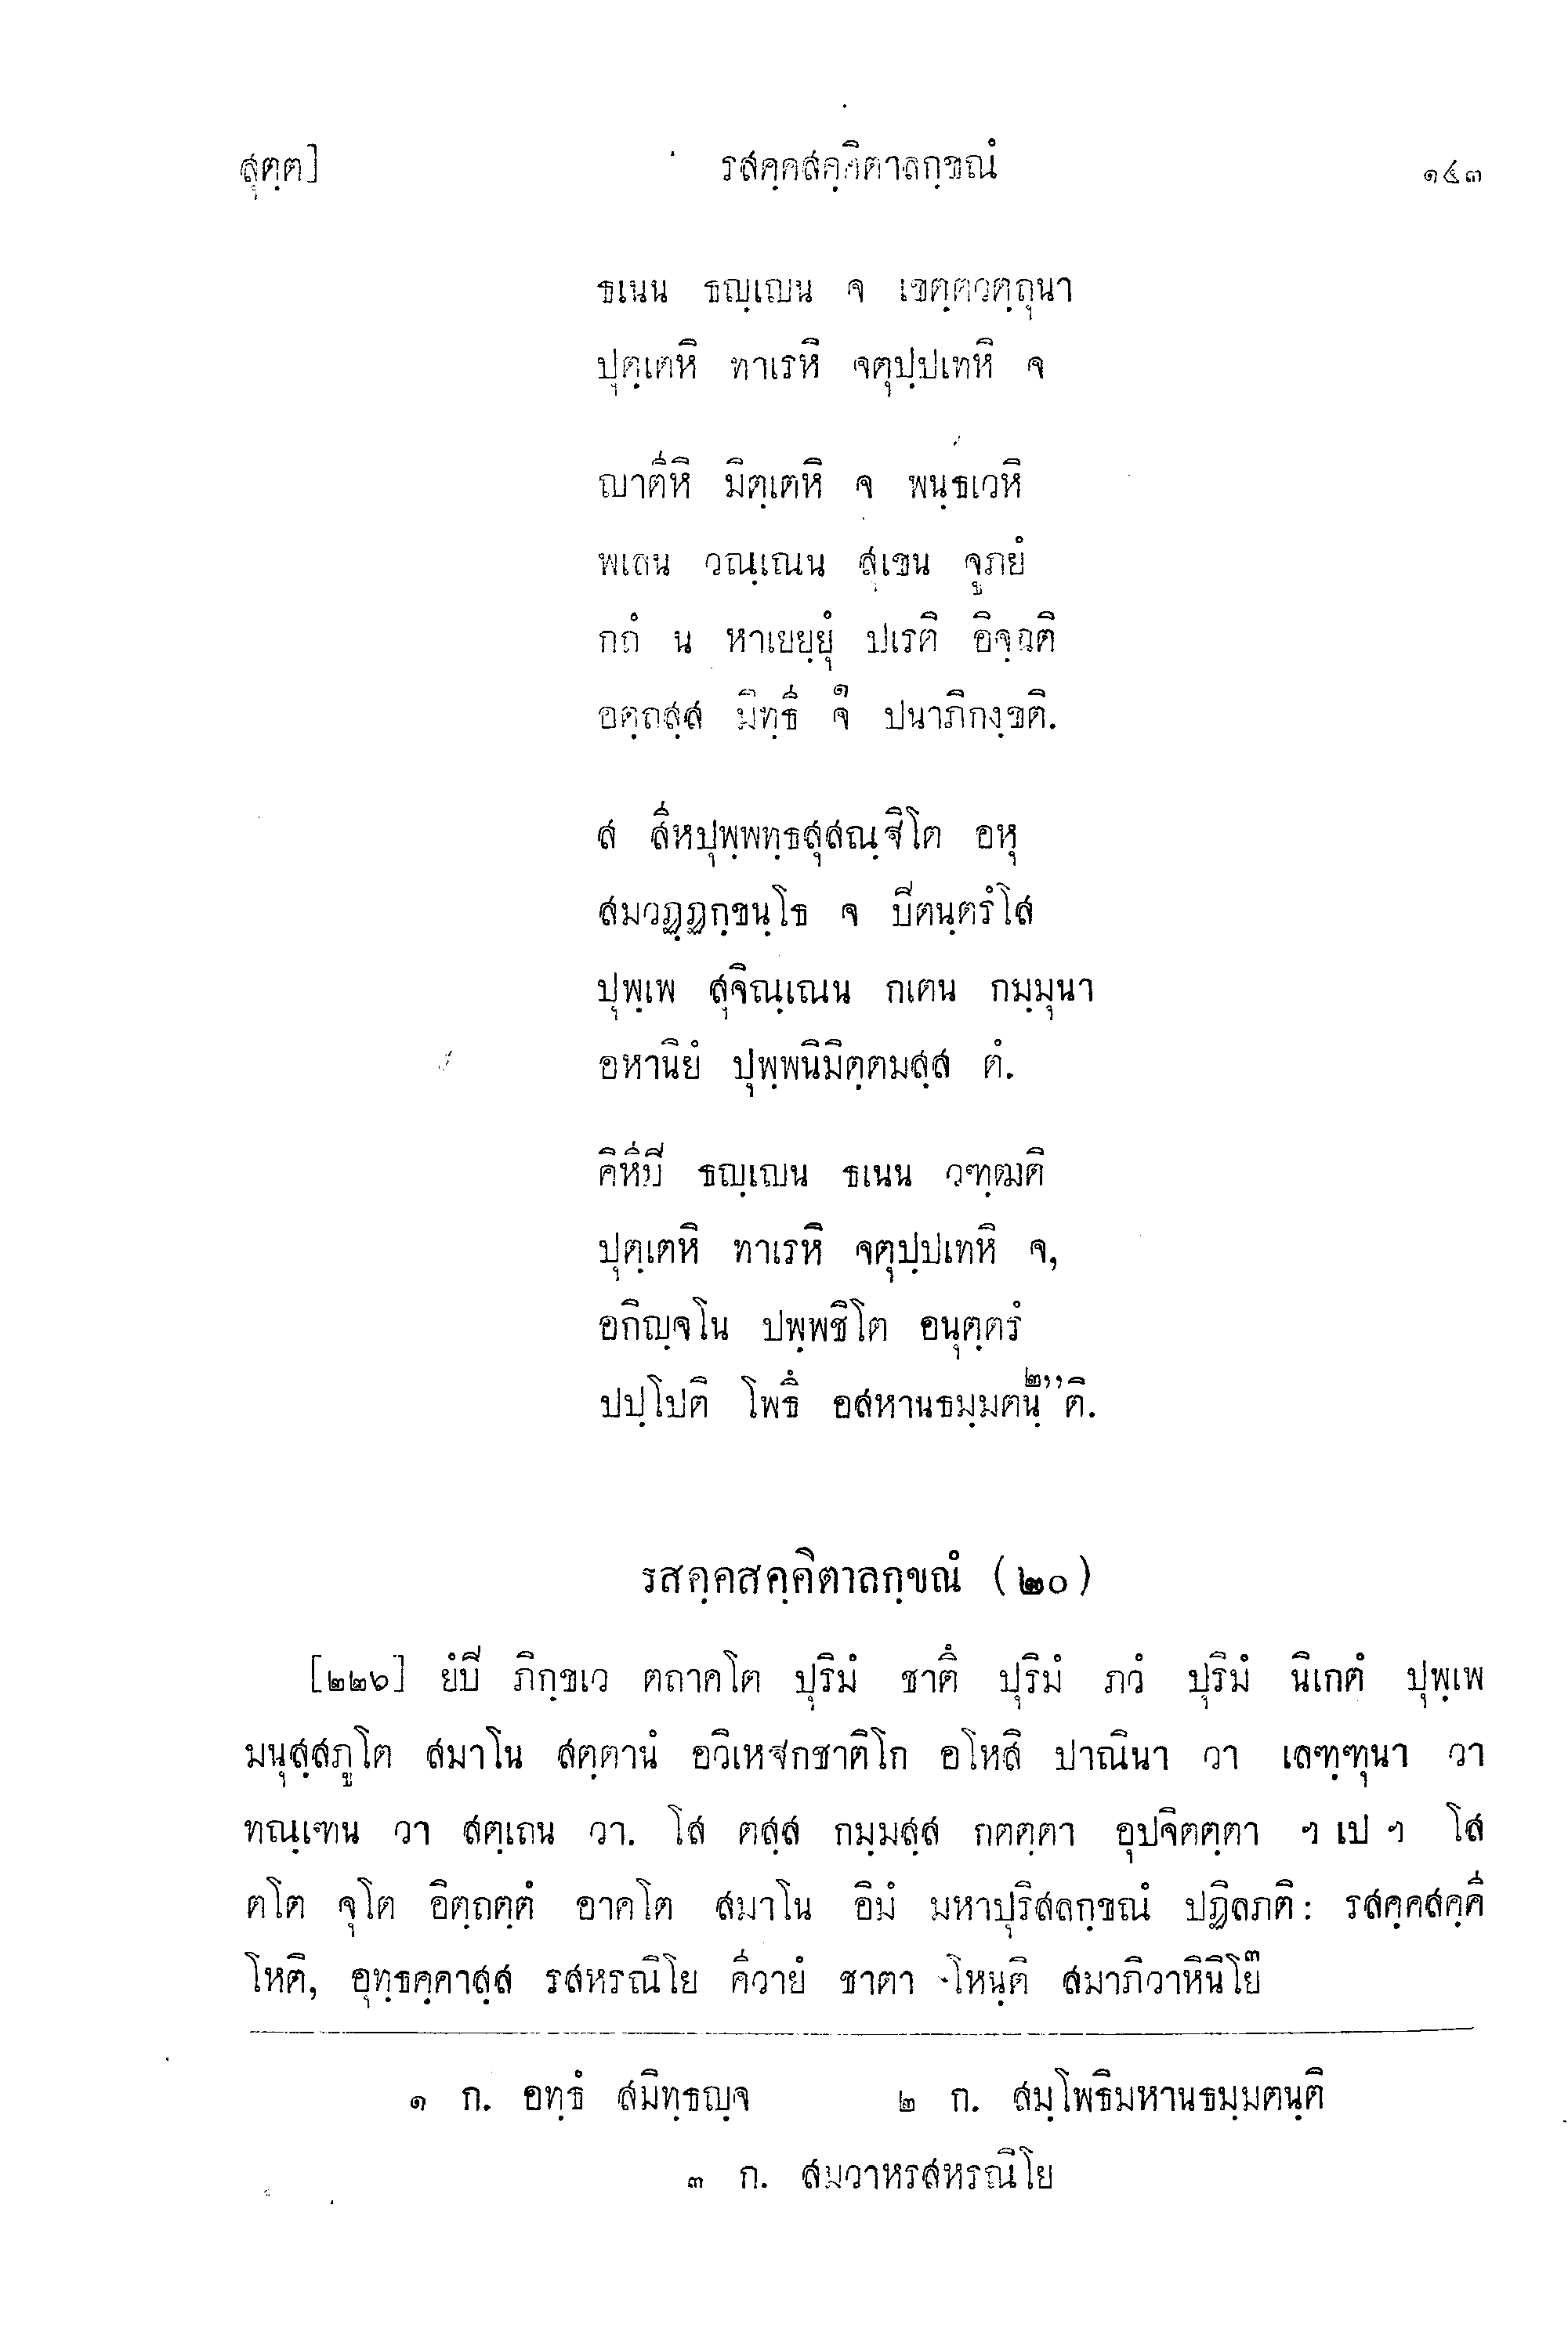 สุตฺต] รสคฺคสคฺคิตาลกฺขณํ ๑๔๓
ธเนน ธญฺเญน จ เขตฺตวตฺถุนา
ปุตฺเตหิ ทาเรหิ จตุปฺปเทหิ จ
ญาตีหิ มิตฺเตหิ จ พนฺธเวหิ
พเลน วณฺเณน สุเขน จูภยํ
กถํ น หาเยยฺยุํ ปเรติ อิจฺฉติ
อตฺถสฺส มิทฺธึ จ๑ ปนาภิกงฺขติ.
ส สีหปุพฺพทฺธสุสณฺฐิโต อหุ
สมวฏฺฏกฺขนฺโธ จ ปีตนฺตรํโส
ปุพฺเพ สุจิณฺเณน กเตน กมฺมุนา
อหานิยํ ปุพฺพนิมิตฺตมสฺส ตํ.
คิหีปิ ธญฺเญน ธเนน วฑฺฒติ
ปุตฺเตหิ ทาเรหิ จตุปฺปเทหิ จ,
อกิญฺจโน ปพฺพชิโต อนุตฺตรํ
ปปฺโปติ โพธึ อสหานธมฺมตนฺ๒”ติ.
รสคฺคสคฺคิตาลกฺขณํ (๒๐)
[๒๒๖] ยํปิ ภิกฺขเว ตถาคโต ปุริมํ ชาตึ ปุริมํ ภวํ ปุริมํ นิเกตํ ปุพฺเพ
มนุสฺสภูโต สมาโน สตฺตานํ อวิเหฐกชาติโก อโหสิ ปาณินา วา เลฑฺฑุนา วา
ทณฺเฑน วา สตฺเถน วา. โส ตสฺส กมฺมสฺส กตตฺตา อุปจิตตฺตา ฯ เป ฯ โส
ตโต จุโต อิตฺถตฺตํ อาคโต สมาโน อิมํ มหาปุริสลกฺขณํ ปฏิลภติ: รสคฺคสคฺคี
โหติ, อุทฺธคฺคาสฺส รสหรณิโย คีวายํ ชาตา โหนฺติ สมาภิวาหินิโย๓
๑ ก. อทฺธํ สมิทฺธญฺจ ๒ ก. สมฺโพธิมหานธมฺมตนฺติ
๓ ก. สมวาหรสหรณิโย